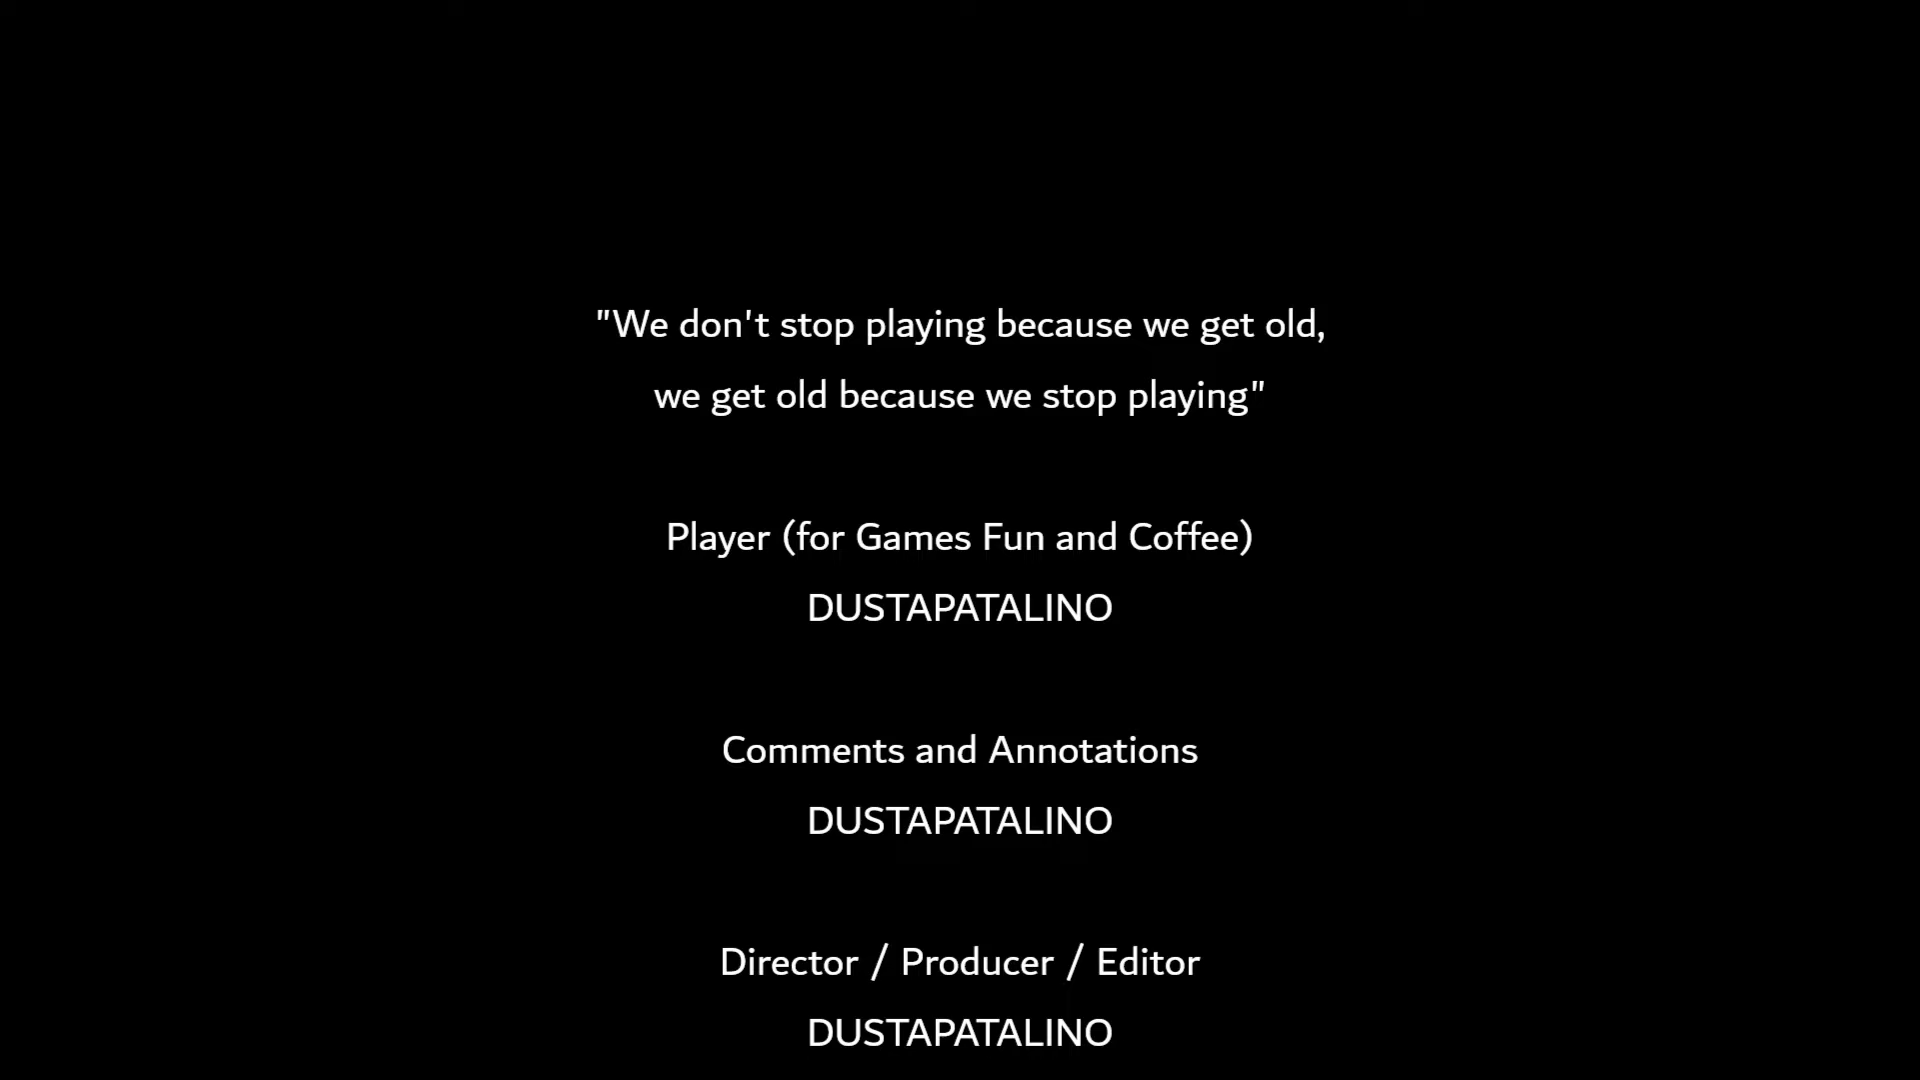 "We don't stop playing because we get old,
we get old because we stop playing"
Player (for Games Fun and Coffee)
DUSTAPATALINO
Comments and Annotations
DUSTAPATALINO
Director / Producer / Editor
DUSTAPATALINO